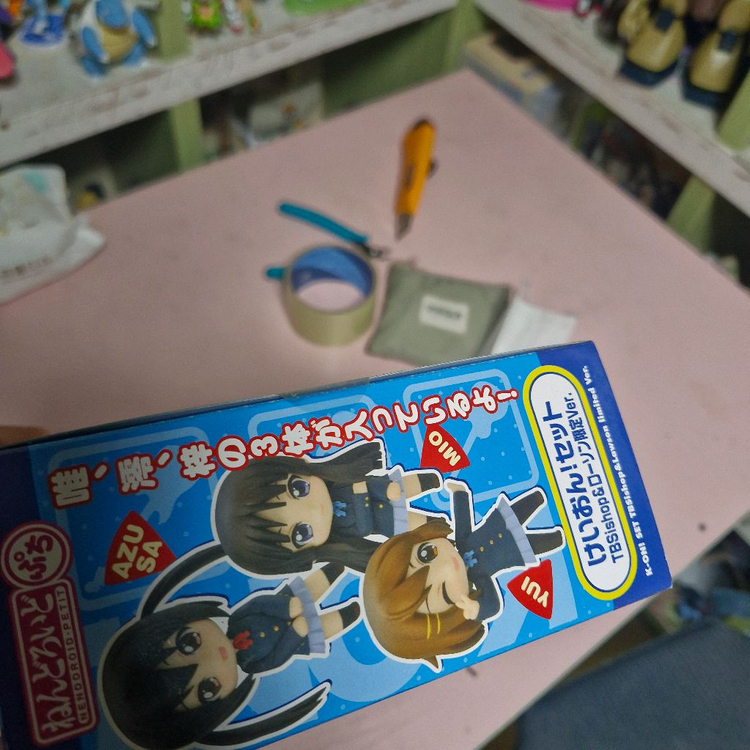 唯、澪、梓の3体が入っているよ!
けいおん!セット
TBSishop&ローソン限定Ver.
K-ON! SET TBSishop&Lawson limited Ver.
MIO
AZU
SA
YUI
ぷち
ねんどろいど
NENDOROID-PETIT